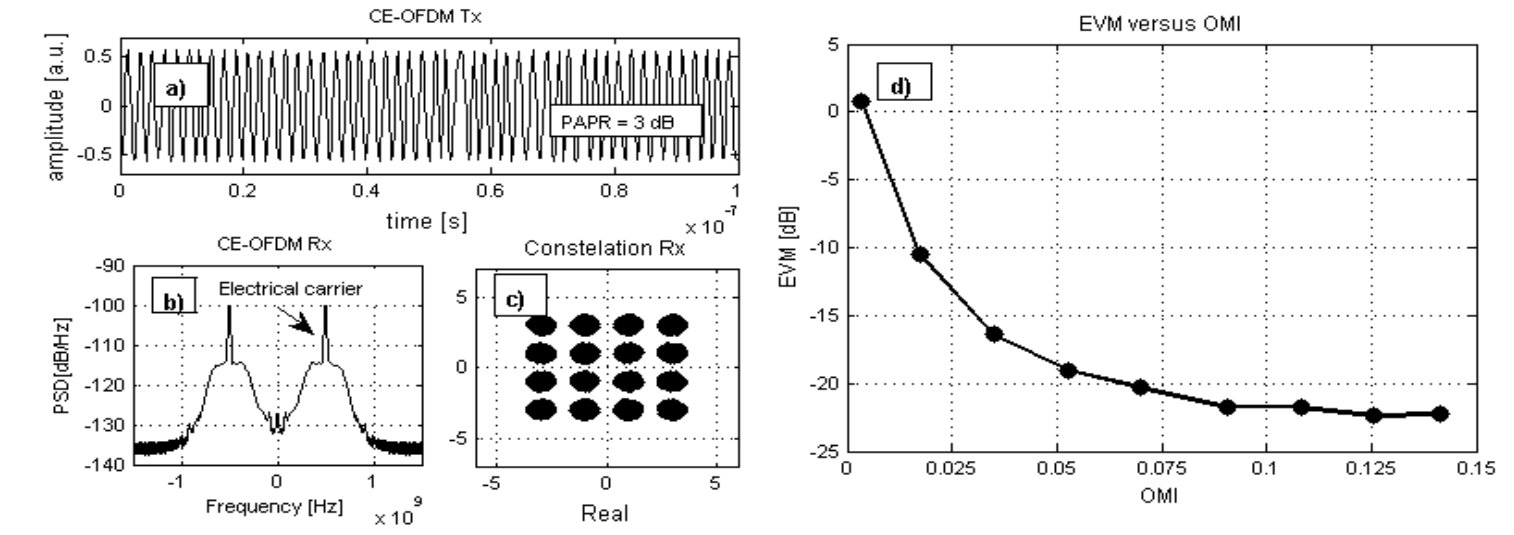 CE-OFDM Tx
amplitude [a.u.]
0.5
0
-0.5
a)
PAPR = 3 dB
0 0.2 0.4 0.6 0.8 1
time [s]
x 10^-7
CE-OFDM Rx
PSD[dB/Hz]
-90
-100
-110
-120
-130
-140
b)
Electrical carrier
-1 0 1
Frequency [Hz]
x 10^9
Constelation Rx
5
0
-5
c)
-5 0 5
Real
EVM versus OMI
EVM [dB]
5
0
-5
-10
-15
-20
-25
d)
0 0.025 0.05 0.075 0.1 0.125 0.15
OMI